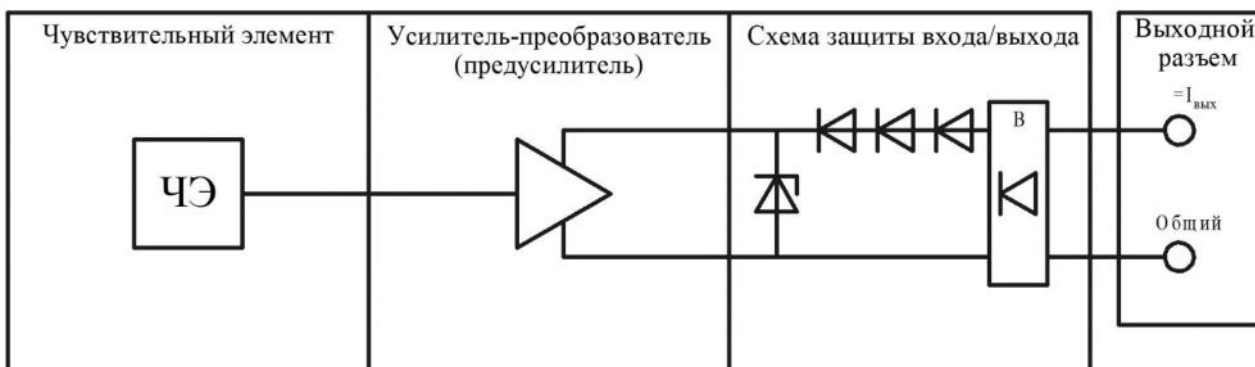 Чувствительный элемент
Усилитель-преобразователь
(предусилитель)
Схема защиты входа/выхода
Выходной
разъем
=Iвых
В
ЧЭ
Общий